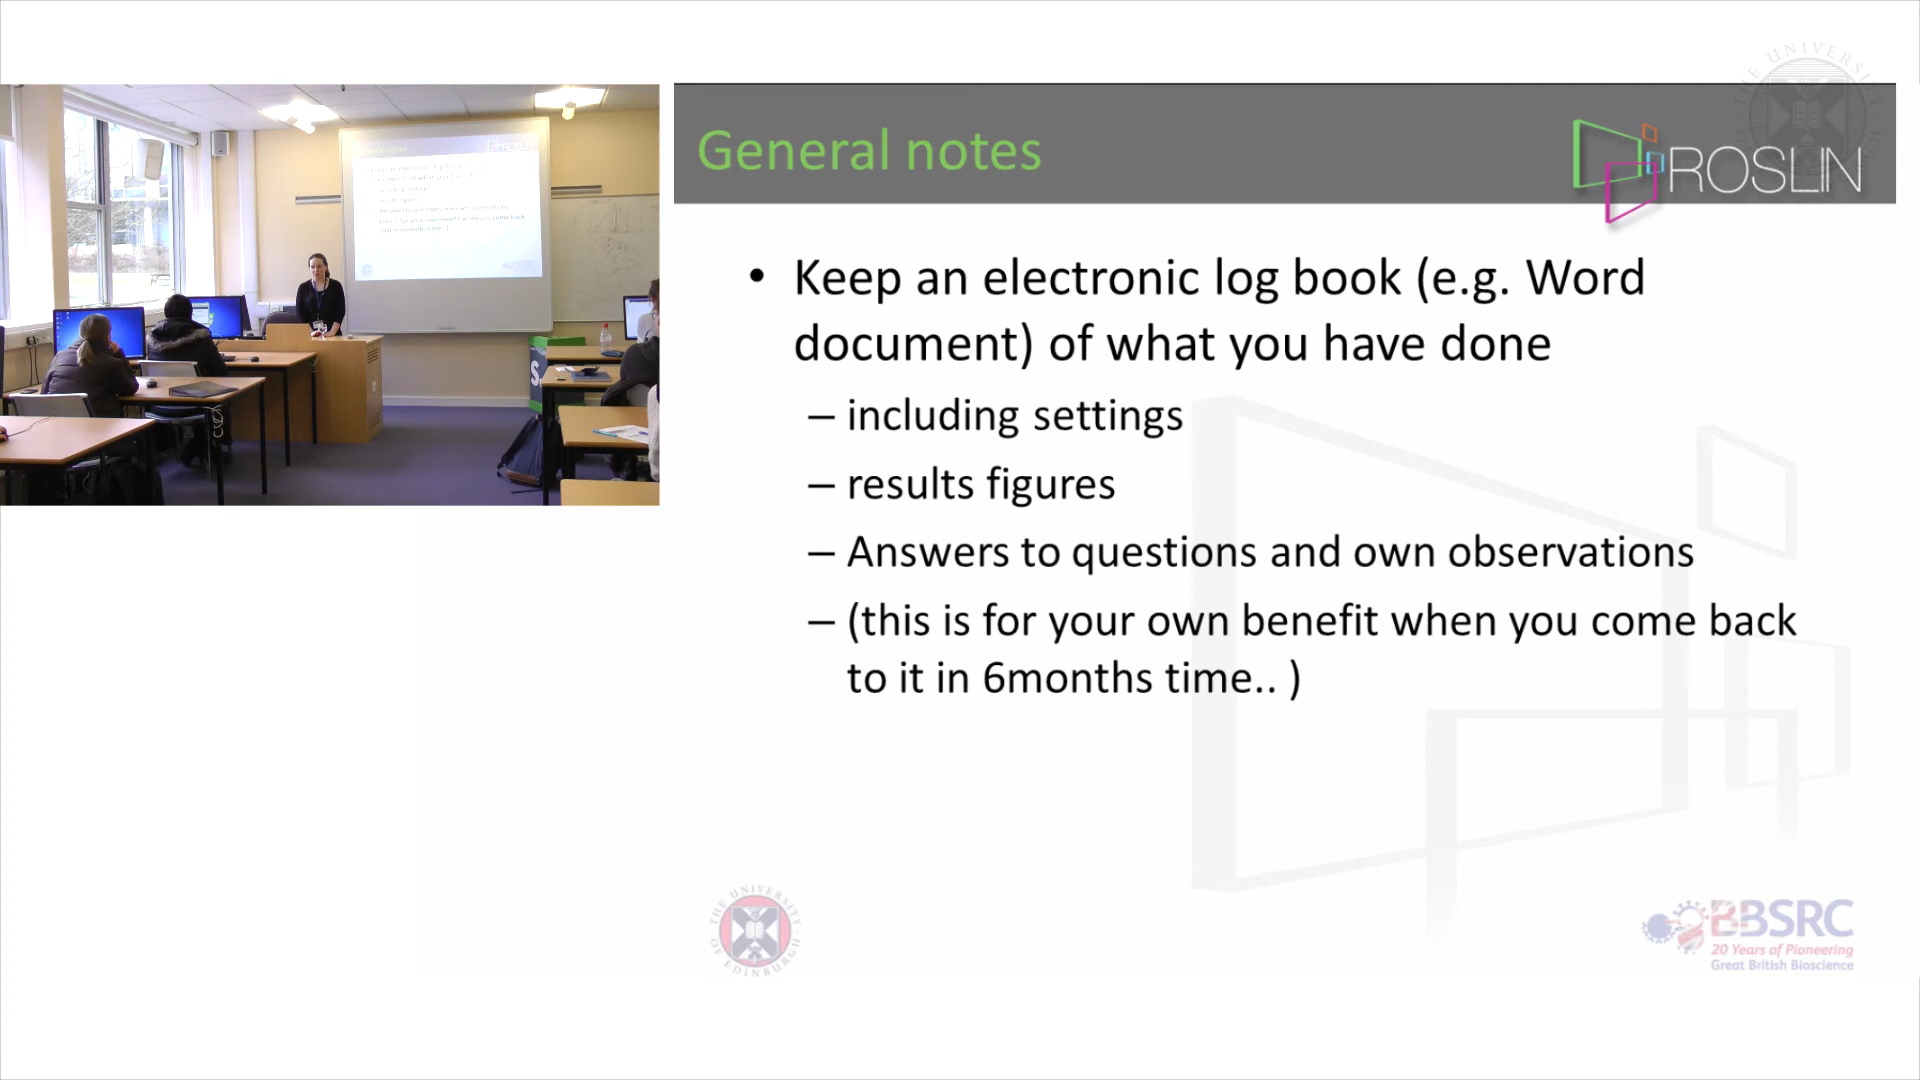 General notes
ROSLIN
• Keep an electronic log book (e.g. Word
document) of what you have done
– including settings
– results figures
– Answers to questions and own observations
– (this is for your own benefit when you come back
to it in 6months time.. )
THE UNIVERSITY
OF EDINBURGH
BBSRC
20 Years of Pioneering
Great British Bioscience